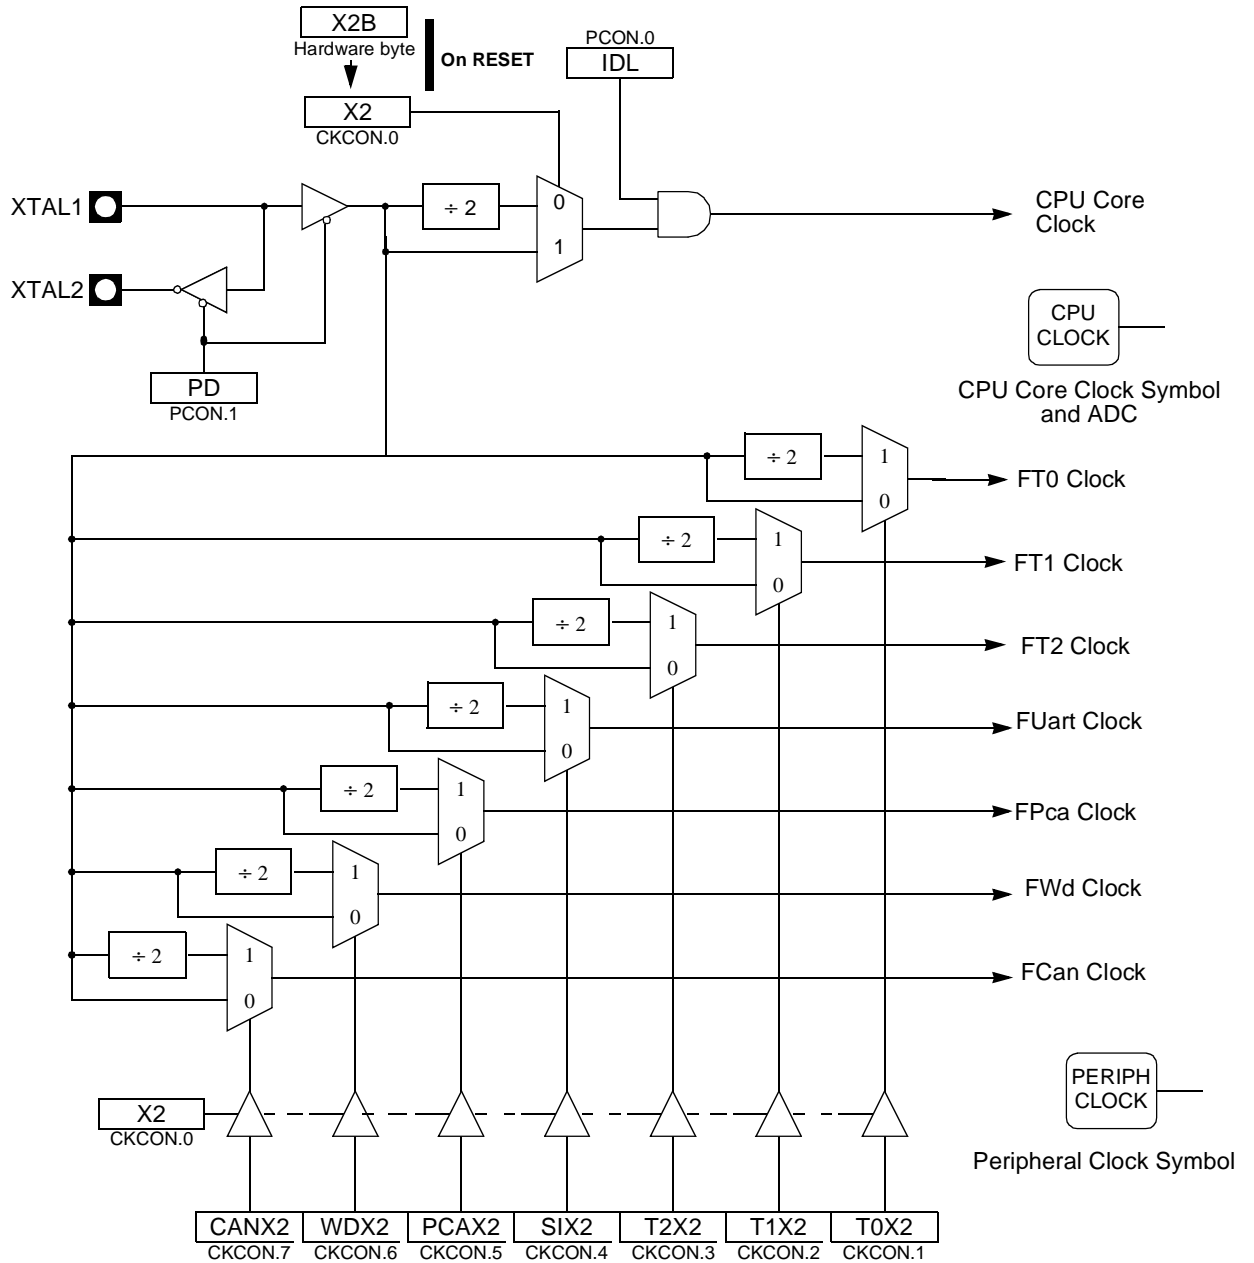 X2B
Hardware byte
On RESET
X2
CKCON.0
PCON.0
IDL
XTAL1
÷ 2
0
1
CPU Core
Clock
XTAL2
PD
PCON.1
CPU
CLOCK
CPU Core Clock Symbol
and ADC
÷ 2
1
0
FT0 Clock
÷ 2
1
0
FT1 Clock
÷ 2
1
0
FT2 Clock
÷ 2
1
0
FUart Clock
÷ 2
1
0
FPca Clock
÷ 2
1
0
FWd Clock
÷ 2
1
0
FCan Clock
X2
CKCON.0
PERIPH
CLOCK
Peripheral Clock Symbol
CANX2
CKCON.7
WDX2
CKCON.6
PCAX2
CKCON.5
SIX2
CKCON.4
T2X2
CKCON.3
T1X2
CKCON.2
T0X2
CKCON.1